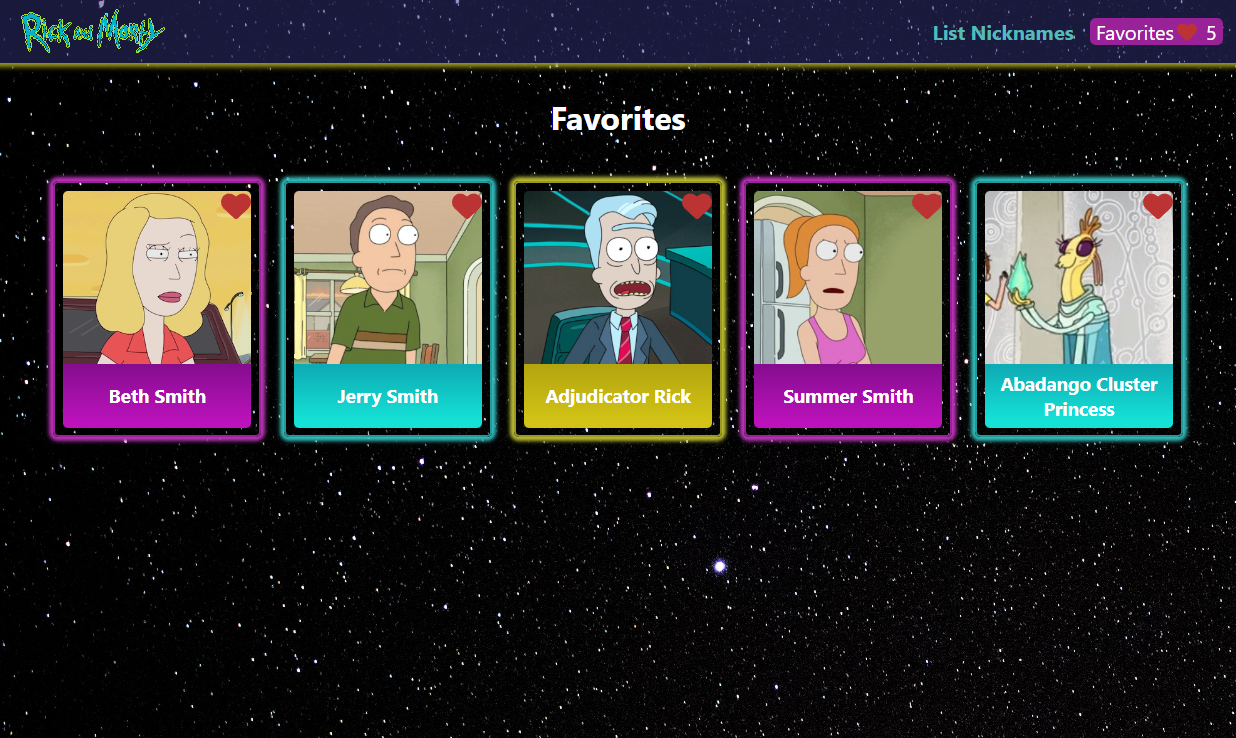 Rick and Morty
List Nicknames
Favorites 5
Favorites
Beth Smith
Jerry Smith
Adjudicator Rick
Summer Smith
Abadango Cluster
Princess